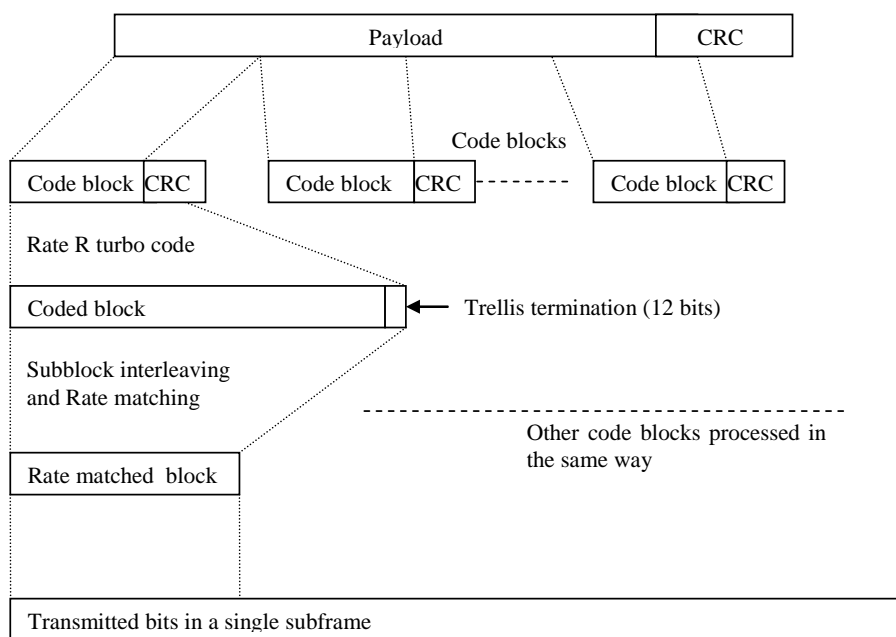 Payload
CRC
Code blocks
Code block
CRC
Code block
CRC
Code block
CRC
Rate R turbo code
Coded block
Trellis termination (12 bits)
Subblock interleaving
and Rate matching
Other code blocks processed in
the same way
Rate matched block
Transmitted bits in a single subframe